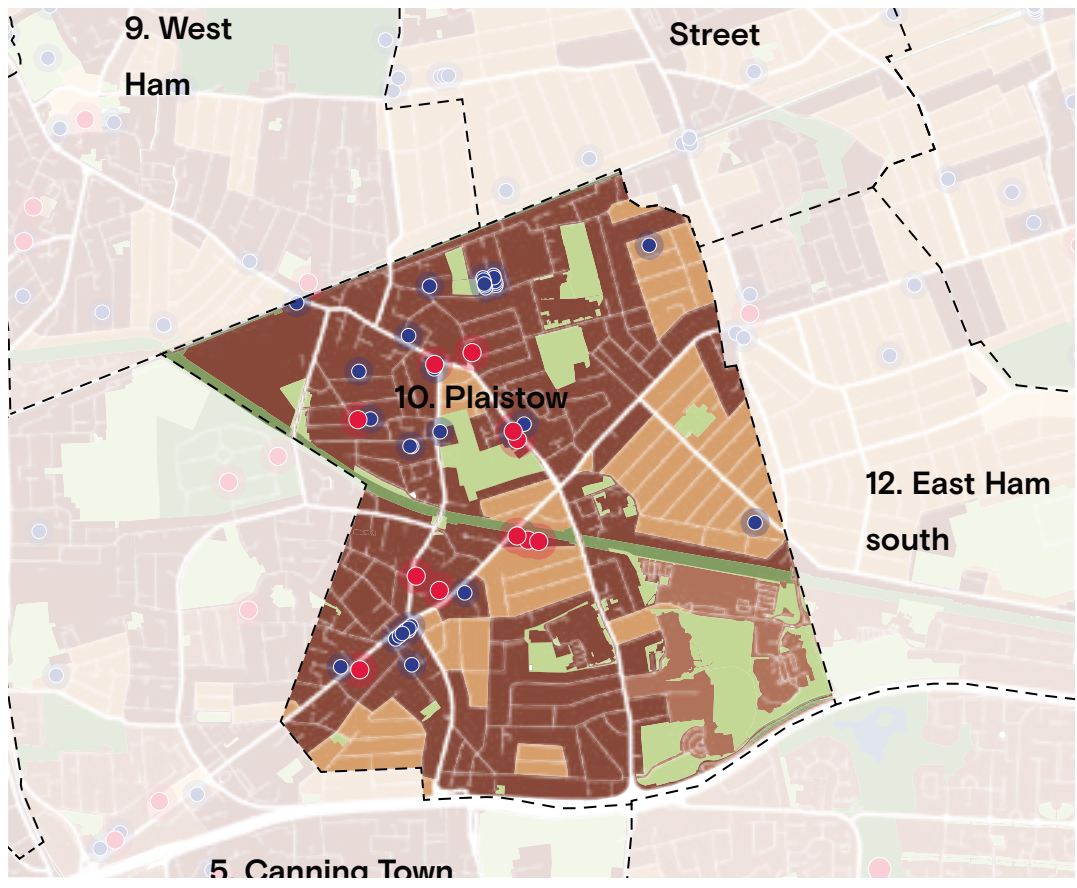 9. West
Ham
Street
10. Plaistow
12. East Ham
south
5. Canning Town